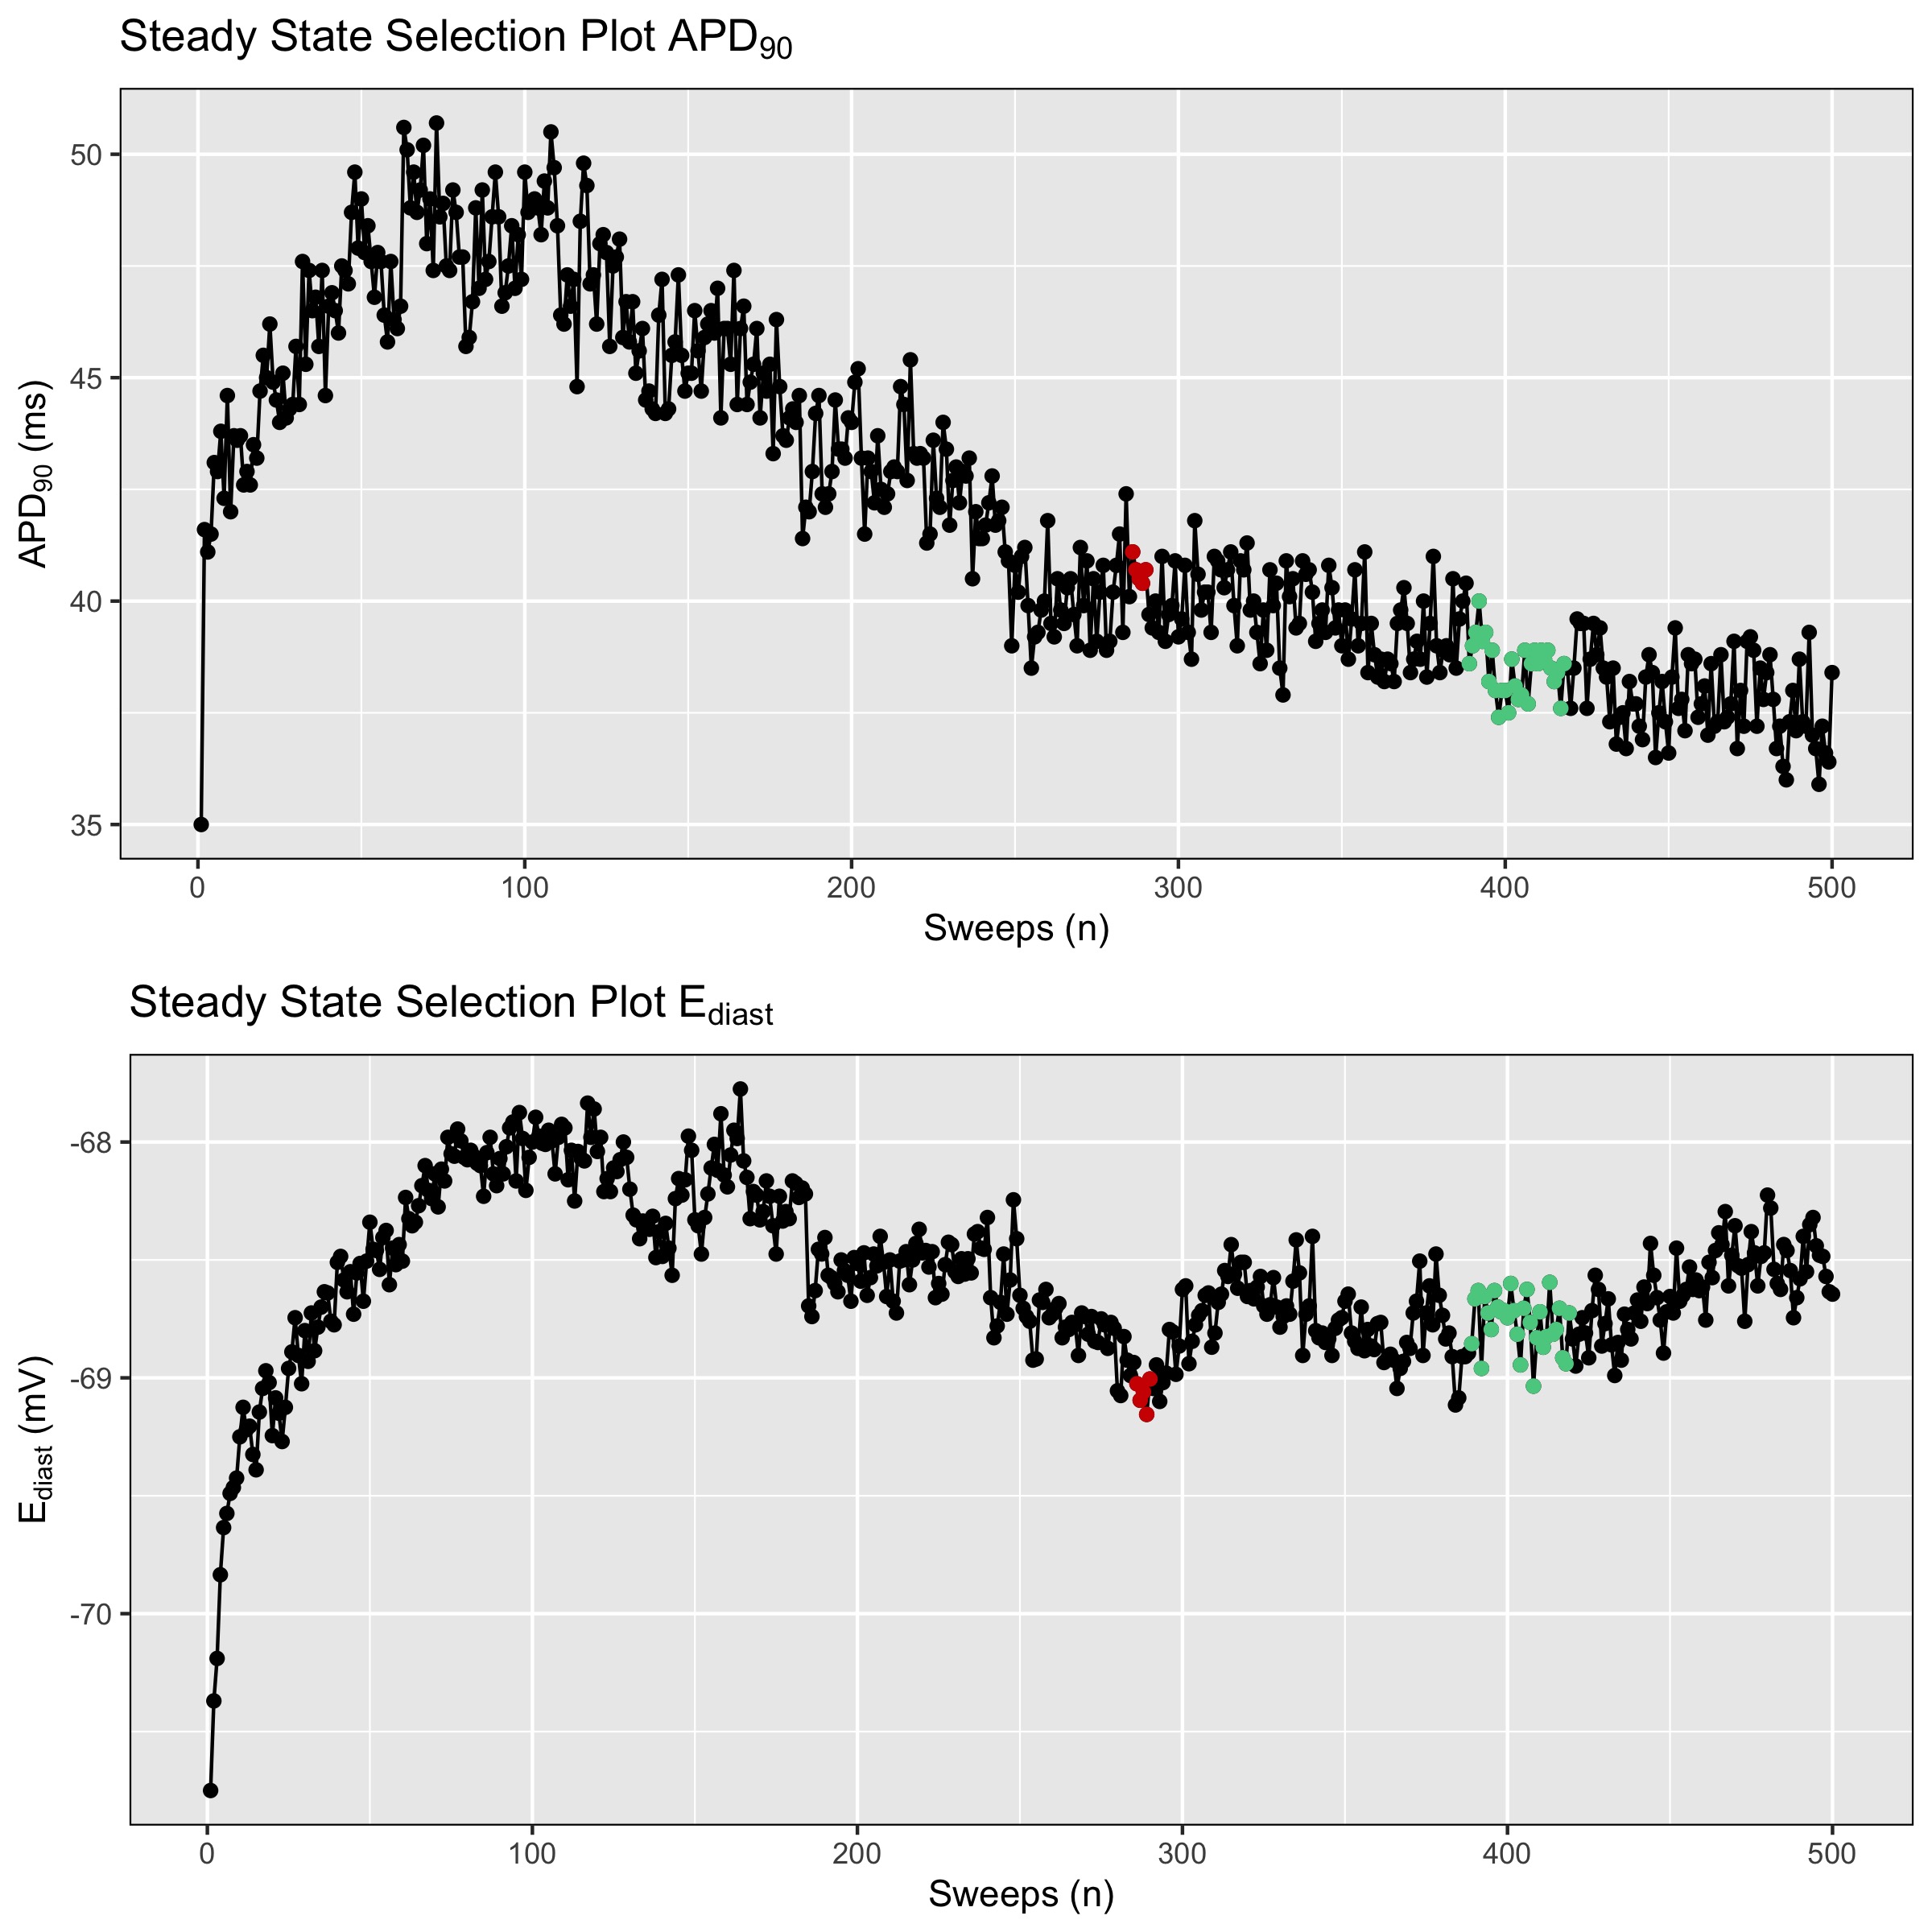 Steady State Selection Plot APD90
50
45
40
35
APD90 (ms)
0 100 200 300 400 500
Sweeps (n)
Steady State Selection Plot Ediast
-68
-69
-70
Ediast (mV)
0 100 200 300 400 500
Sweeps (n)